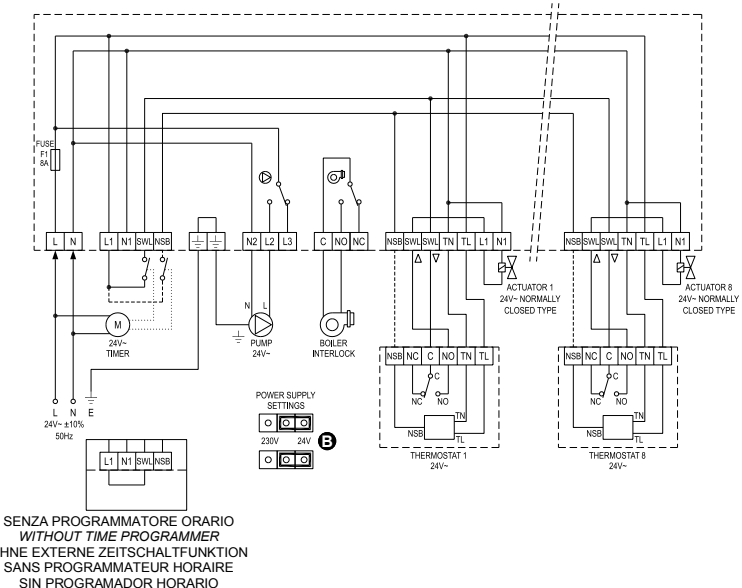 FUSE
F1
8A
L N L1 N1 SWL NSB N2 L2 L3 C NO NC NSB SWL SWL TN TL L1 N1 NSB SWL SWL TN TL L1 N1
ACTUATOR 1
24V~ NORMALLY
CLOSED TYPE
ACTUATOR 8
24V~ NORMALLY
CLOSED TYPE
N L
M
24V~
TIMER
PUMP
24V~
BOILER
INTERLOCK
NSB NC C NO TN TL NSB NC C NO TN TL
C
NC NO
TN
NSB
TL
THERMOSTAT 1
24V~
C
NC NO
TN
NSB
TL
THERMOSTAT 8
24V~
L N E
24V~ ±10%
50Hz
POWER SUPPLY
SETTINGS
230V 24V
B
L1 N1 SWL NSB
SENZA PROGRAMMATORE ORARIO
WITHOUT TIME PROGRAMMER
HNE EXTERNE ZEITSCHALTFUNKTION
SANS PROGRAMMATEUR HORAIRE
SIN PROGRAMADOR HORARIO